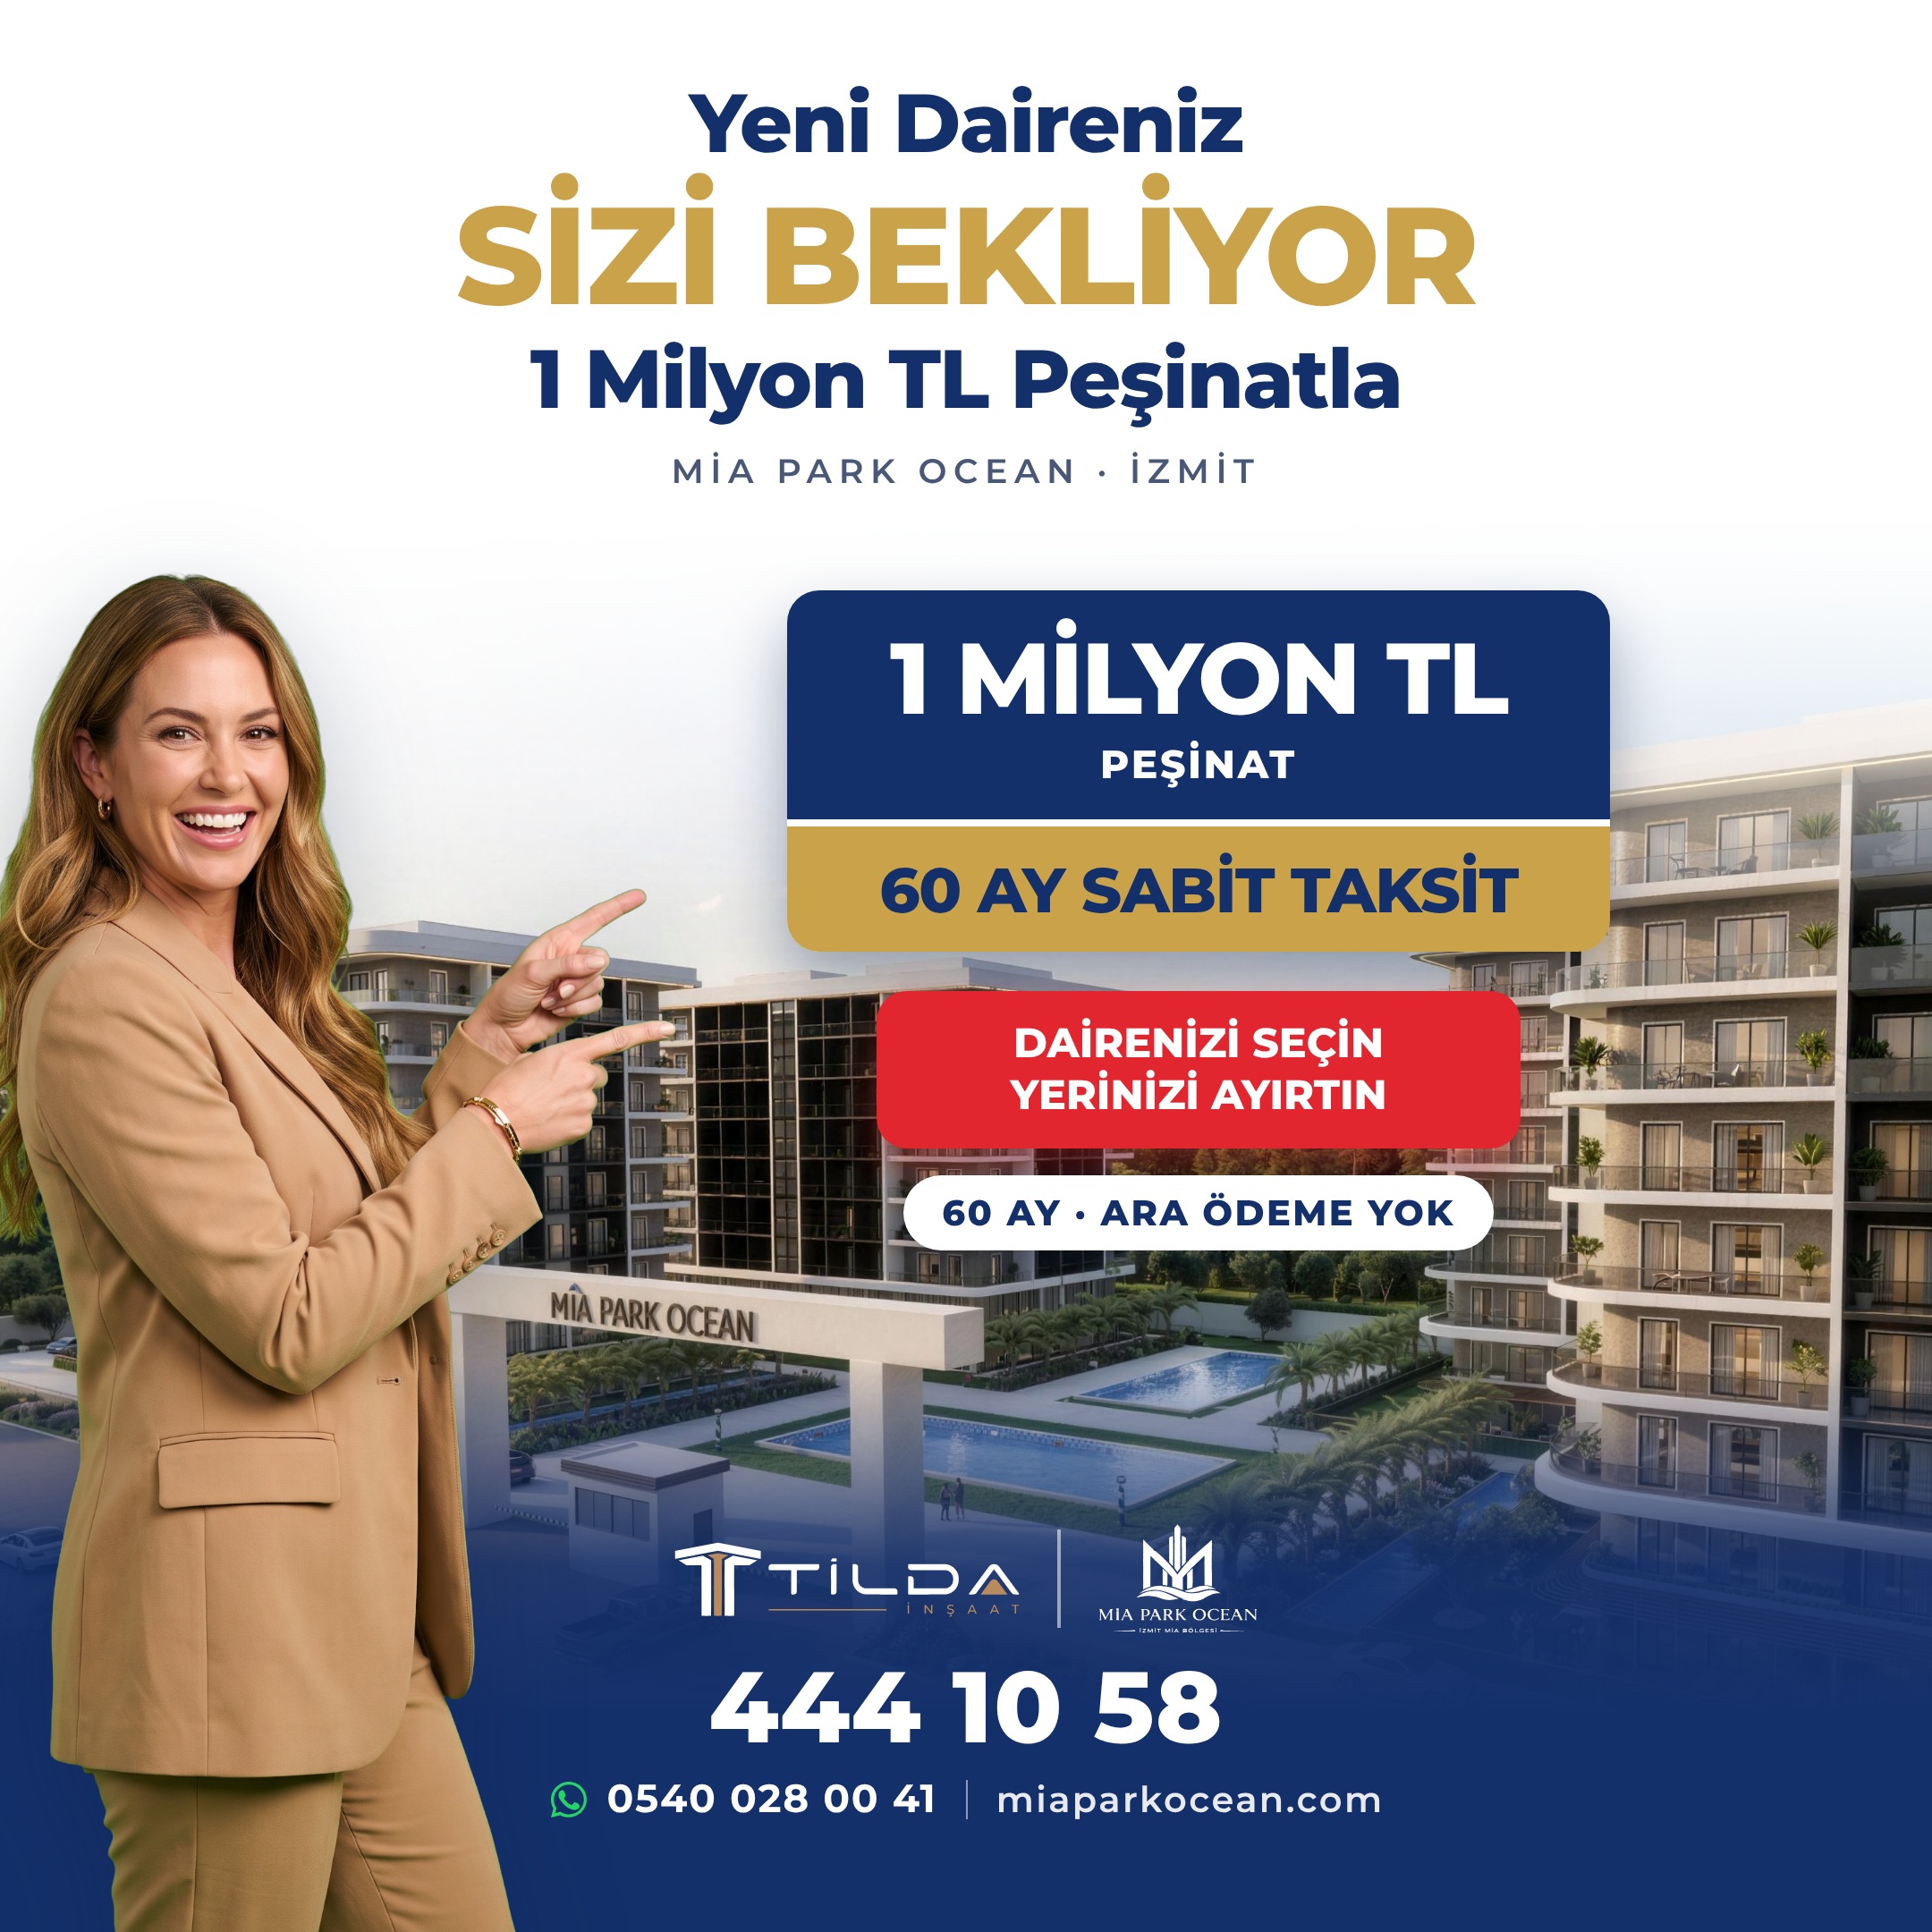 Yeni Daireniz
SİZİ BEKLİYOR
1 Milyon TL Peşinatla
MİA PARK OCEAN · İZMİT
1 MİLYON TL
PEŞİNAT
60 AY SABİT TAKSİT
DAİRENİZİ SEÇİN
YERİNİZİ AYIRTIN
60 AY · ARA ÖDEME YOK
MİA PARK OCEAN
TİLDA
İNŞAAT
MİA PARK OCEAN
İZMİT MİA BÖLGESİ
444 10 58
0540 028 00 41
miaparkocean.com